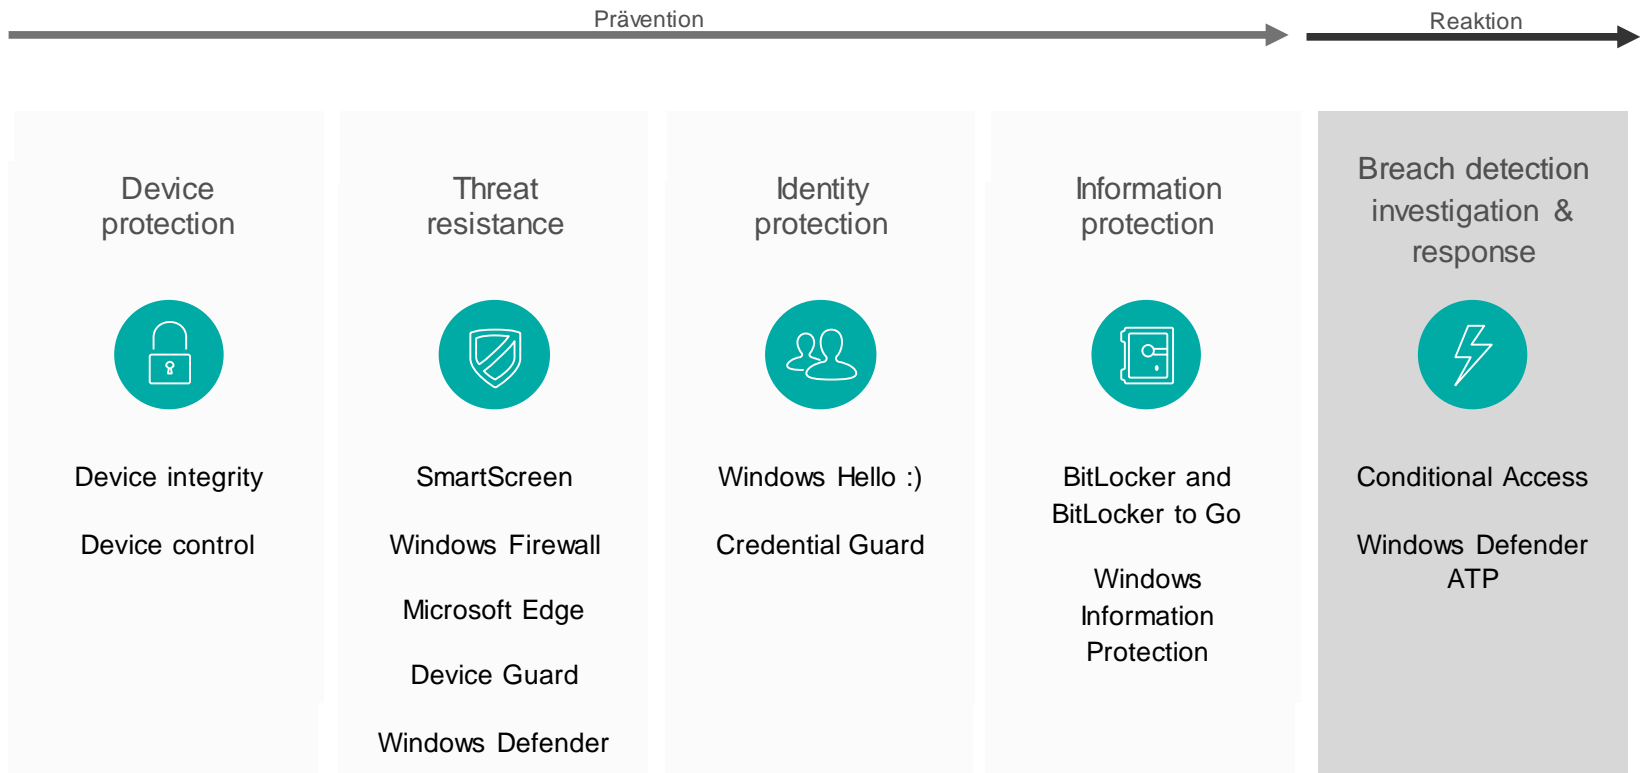 Prävention
Reaktion
Device
protection
Device integrity
Device control
Threat
resistance
SmartScreen
Windows Firewall
Microsoft Edge
Device Guard
Windows Defender
Identity
protection
Windows Hello :)
Credential Guard
Information
protection
BitLocker and
BitLocker to Go
Windows
Information
Protection
Breach detection
investigation &
response
Conditional Access
Windows Defender
ATP